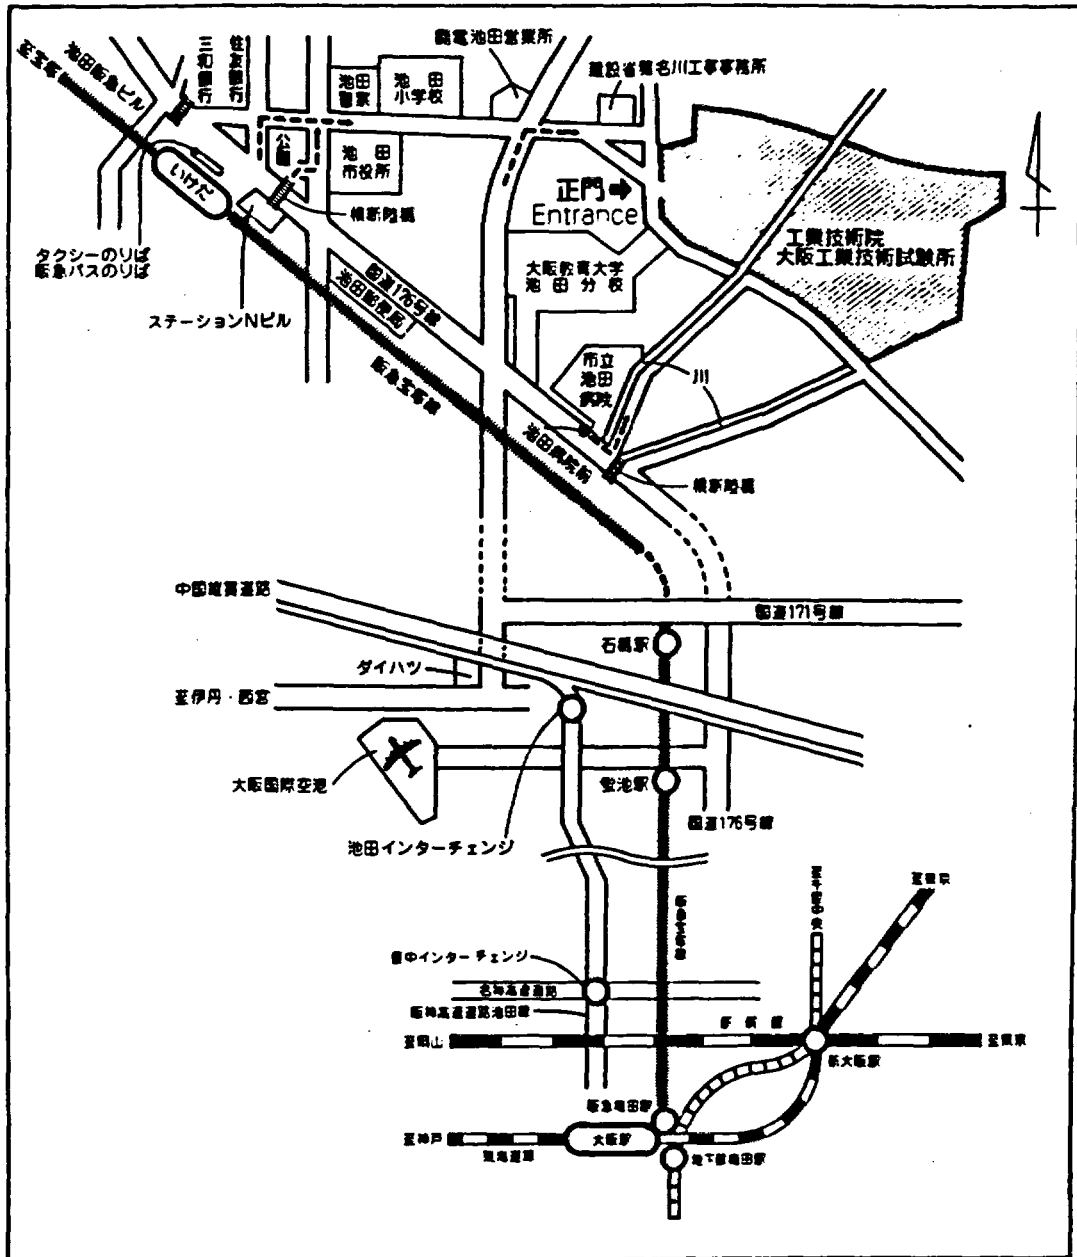 至宝塚
池田阪急ビル
三和銀行
住友銀行
池田
警察
池田
小学校
関電池田営業所
建設省猪名川工事事務所
公園
池田
市役所
いけだ
横断陸橋
正門
Entrance
工業技術院
大阪工業技術試験所
タクシーのりば
阪急バスのりば
ステーションNビル
国道176号線
池田郵便局
大阪教育大学
池田分校
阪急宝塚線
市立
池田
病院
川
池田病院前
横断陸橋
中国縦貫道路
国道171号線
石橋駅
ダイハツ
至伊丹・西宮
大阪国際空港
蛍池駅
国道176号線
池田インターチェンジ
阪急宝塚線
至千里中央
至東京
豊中インターチェンジ
名神高速道路
阪神高速道路池田線
新幹線
至岡山
至東京
新大阪駅
阪急梅田駅
至神戸
東海道線
大阪駅
地下鉄梅田駅